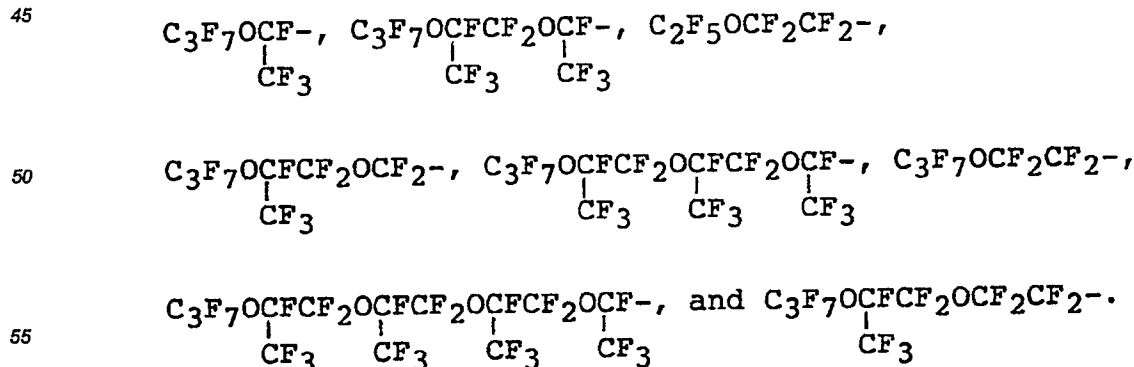 45 C₃F₇OCF-, C₃F₇OCFCF₂OCF-, C₂F₅OCF₂CF₂-,
CF₃ CF₃ CF₃
50 C₃F₇OCFCF₂OCF₂-, C₃F₇OCFCF₂OCFCF₂OCF-, C₃F₇OCF₂CF₂-,
CF₃ CF₃ CF₃ CF₃
C₃F₇OCFCF₂OCFCF₂OCFCF₂OCF-, and C₃F₇OCFCF₂OCF₂CF₂-.
55 CF₃ CF₃ CF₃ CF₃ CF₃